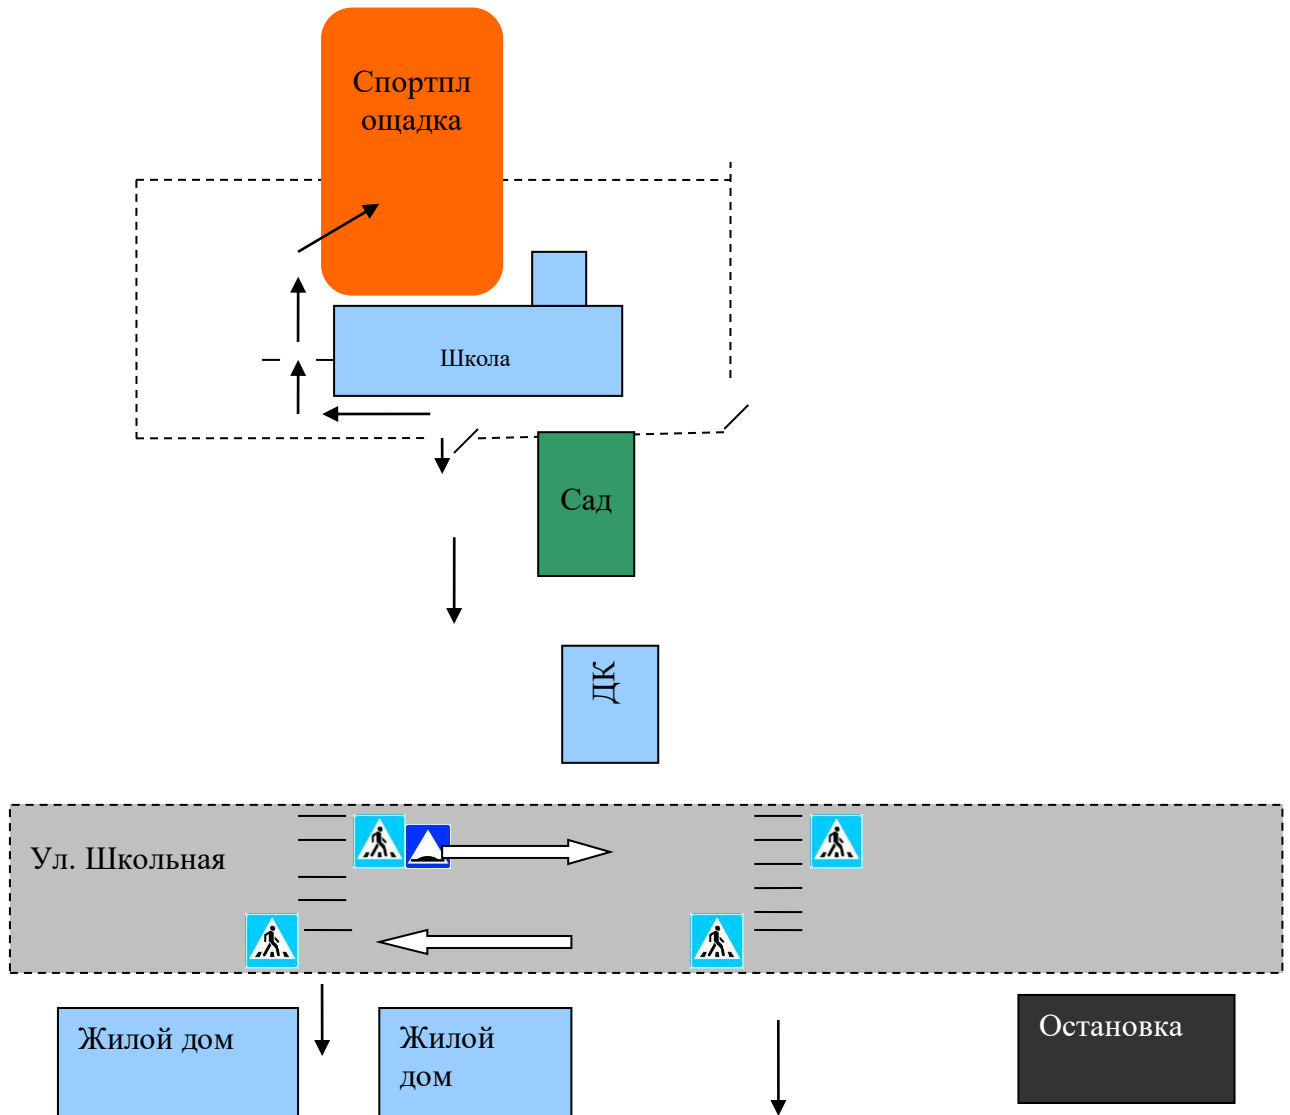 Спортпл
ощадка
Школа
Сад
ДК
Ул. Школьная
Жилой дом
Жилой
дом
Остановка